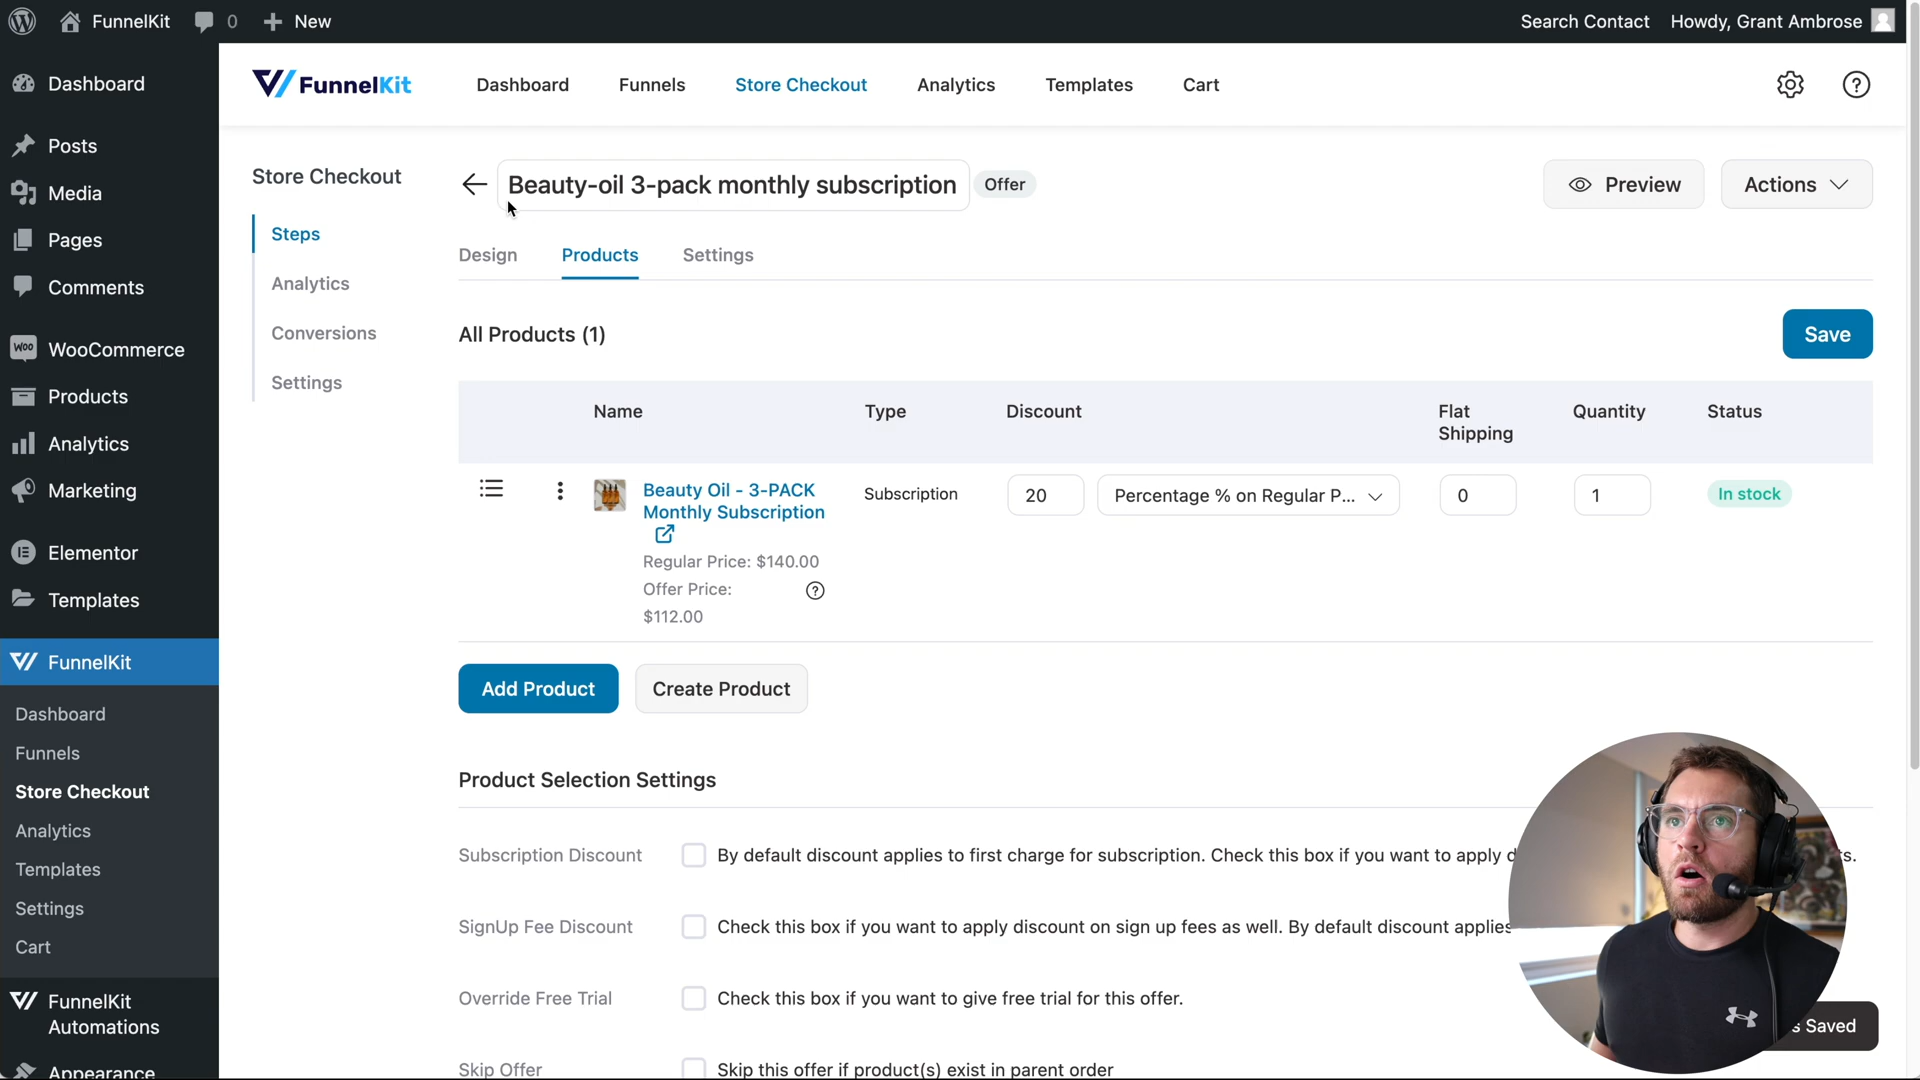 FunnelKit 0 New Search Contact Howdy, Grant Ambrose
FunnelKit Dashboard Funnels Store Checkout Analytics Templates Cart
Dashboard
Posts
Media
Pages
Comments
Woo WooCommerce
Products
Analytics
Marketing
Elementor
Templates
FunnelKit
Dashboard
Funnels
Store Checkout
Analytics
Templates
Settings
Cart
FunnelKit
Automations
Appearance
Store Checkout
Steps
Analytics
Conversions
Settings
Beauty-oil 3-pack monthly subscription Offer Preview Actions
Design Products Settings
All Products (1) Save
Name Type Discount Flat Shipping Quantity Status
Beauty Oil - 3-PACK Subscription 20 Percentage % on Regular P... 0 1 In stock
Monthly Subscription
Regular Price: $140.00
Offer Price:
$112.00
Add Product Create Product
Product Selection Settings
Subscription Discount By default discount applies to first charge for subscription. Check this box if you want to apply
SignUp Fee Discount Check this box if you want to apply discount on sign up fees as well. By default discount applies
Override Free Trial Check this box if you want to give free trial for this offer.
Saved
Skip Offer Skip this offer if product(s) exist in parent order